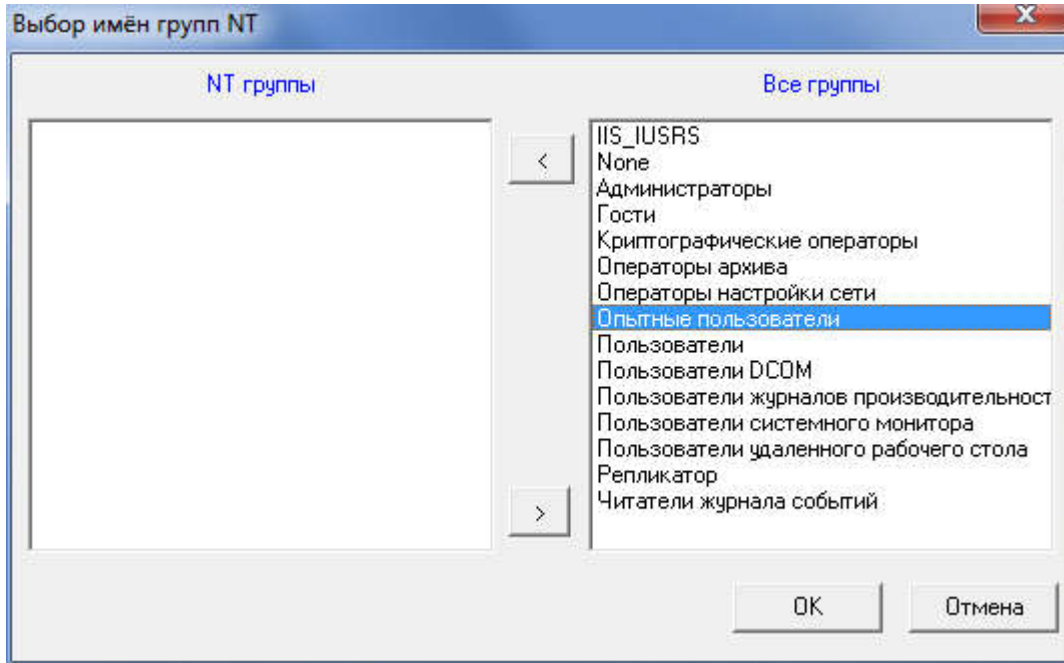 Выбор имён групп NT
NT группы
Все группы
<
>
IIS_IUSRS
None
Администраторы
Гости
Криптографические операторы
Операторы архива
Операторы настройки сети
Опытные пользователи
Пользователи
Пользователи DCOM
Пользователи журналов производительност
Пользователи системного монитора
Пользователи удаленного рабочего стола
Репликатор
Читатели журнала событий
OK
Отмена